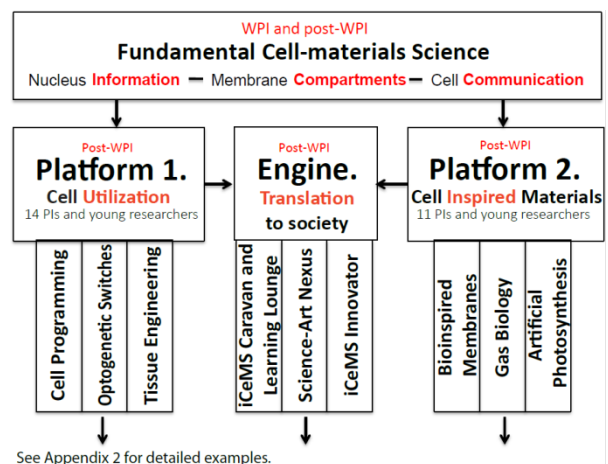 WPI and post-WPI
Fundamental Cell-materials Science
Nucleus Information — Membrane Compartments — Cell Communication
Post-WPI
Platform 1.
Cell Utilization
14 PIs and young researchers
Post-WPI
Engine.
Translation
to society
Post-WPI
Platform 2.
Cell Inspired Materials
11 PIs and young researchers
Cell Programming
Optogenetic Switches
Tissue Engineering
iCeMS Caravan and
Learning Lounge
Science-Art Nexus
iCeMS Innovator
Bioinspired
Membranes
Gas Biology
Artificial
Photosynthesis
See Appendix 2 for detailed examples.